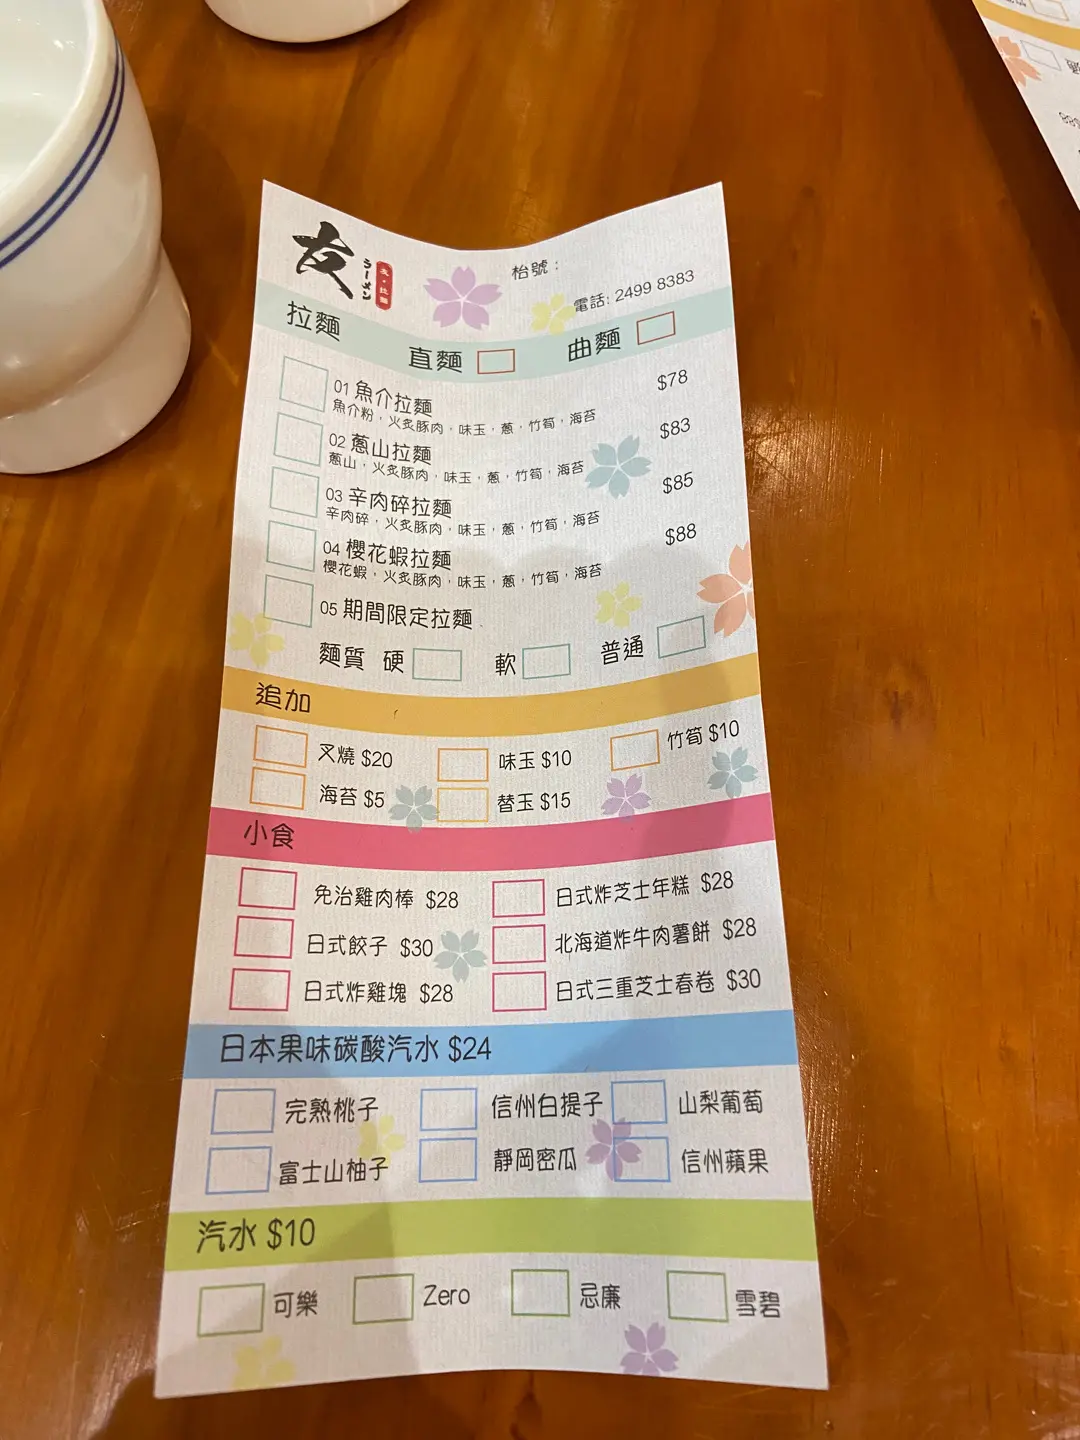 友
ラーメン
友・拉麵
枱號：
電話: 2499 8383
拉麵 直麵 曲麵
01 魚介拉麵 $78
魚介粉，火炙豚肉，味玉，蔥，竹筍，海苔
02 蔥山拉麵 $83
蔥山，火炙豚肉，味玉，蔥，竹筍，海苔
03 辛肉碎拉麵 $85
辛肉碎，火炙豚肉，味玉，蔥，竹筍，海苔
04 櫻花蝦拉麵 $88
櫻花蝦，火炙豚肉，味玉，蔥，竹筍，海苔
05 期間限定拉麵
麵質 硬 軟 普通
追加
叉燒 $20 味玉 $10 竹筍 $10
海苔 $5 替玉 $15
小食
免治雞肉棒 $28 日式炸芝士年糕 $28
日式餃子 $30 北海道炸牛肉薯餅 $28
日式炸雞塊 $28 日式三重芝士春卷 $30
日本果味碳酸汽水 $24
完熟桃子 信州白提子 山梨葡萄
富士山柚子 靜岡密瓜 信州蘋果
汽水 $10
可樂 Zero 忌廉 雪碧